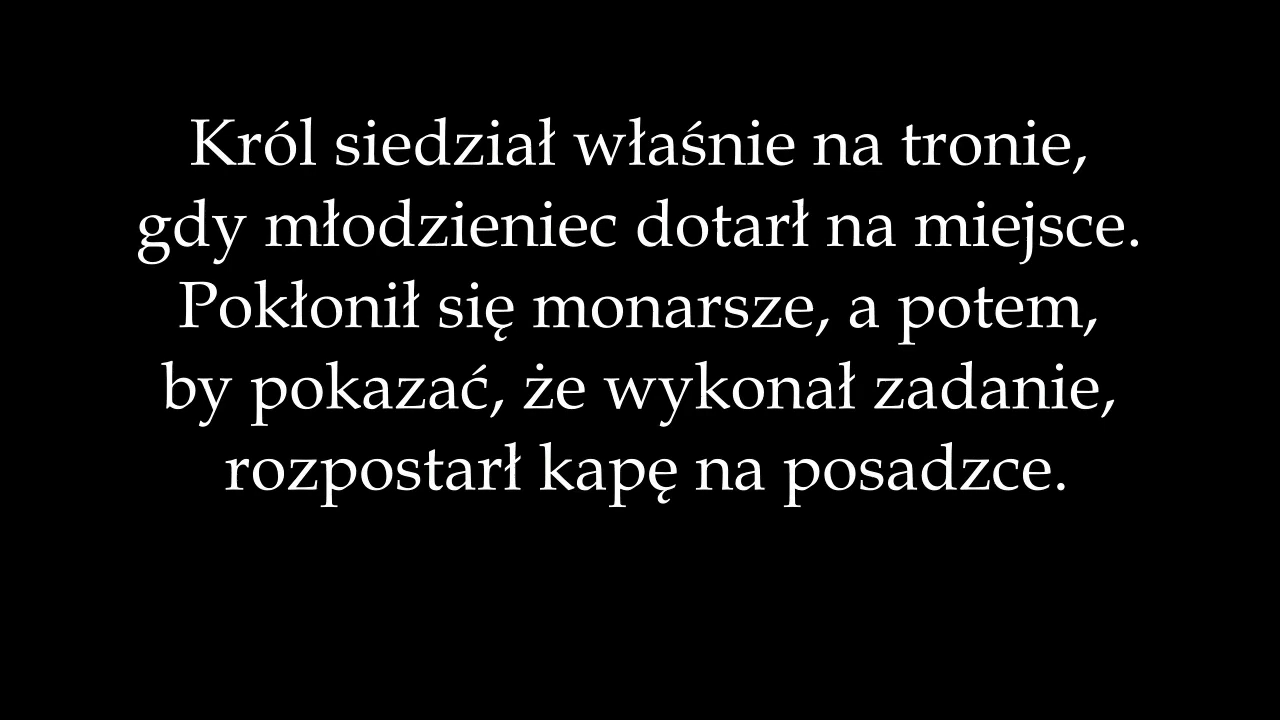 Król siedział właśnie na tronie,
gdy młodzieniec dotarł na miejsce.
Pokłonił się monarsze, a potem,
by pokazać, że wykonał zadanie,
rozpostarł kapę na posadzce.